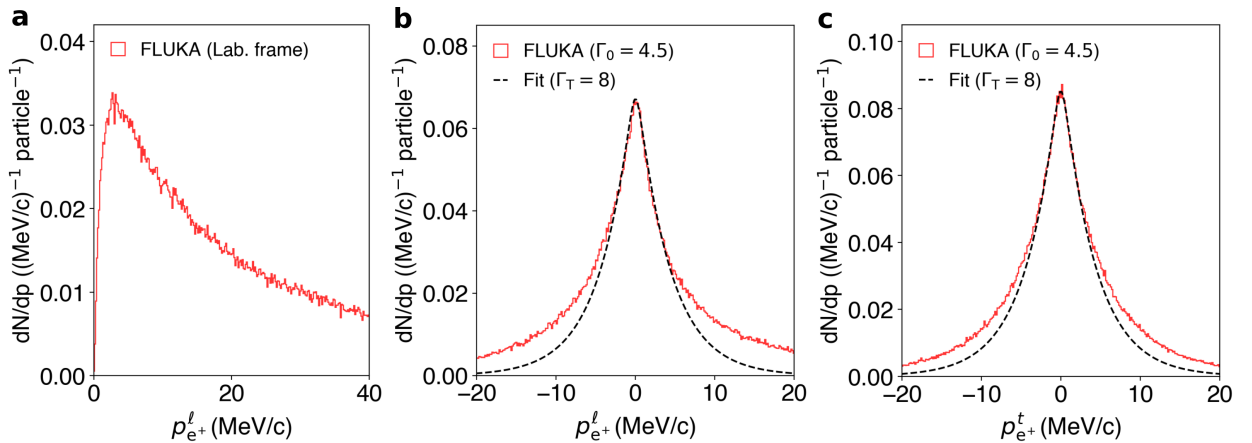 a
FLUKA (Lab. frame)
dN/dp ((MeV/c)⁻¹ particle⁻¹)
0.04
0.03
0.02
0.01
0.00
0 20 40
pℓe+ (MeV/c)
b
FLUKA (Γ₀ = 4.5)
Fit (Γ_T = 8)
dN/dp ((MeV/c)⁻¹ particle⁻¹)
0.08
0.06
0.04
0.02
0.00
−20 −10 0 10 20
pℓe+ (MeV/c)
c
FLUKA (Γ₀ = 4.5)
Fit (Γ_T = 8)
dN/dp ((MeV/c)⁻¹ particle⁻¹)
0.10
0.08
0.06
0.04
0.02
0.00
−20 −10 0 10 20
pte+ (MeV/c)